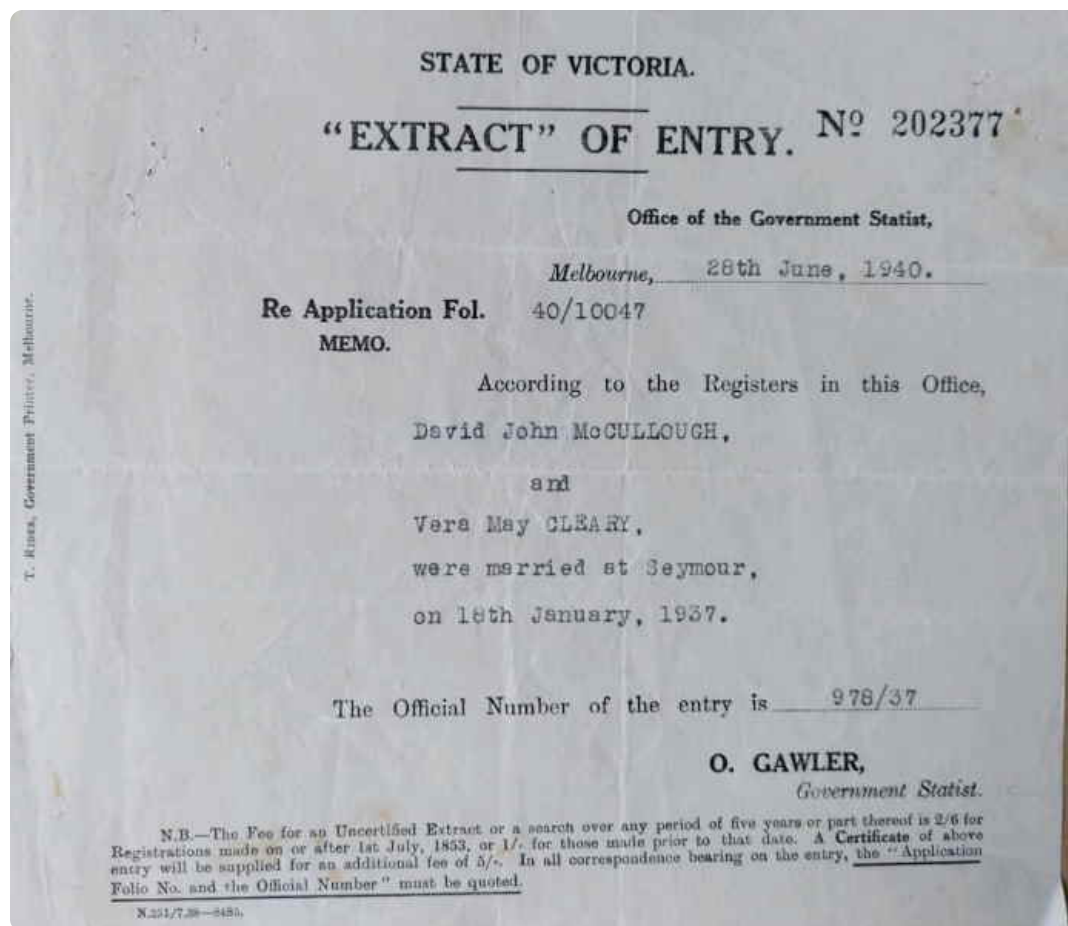 STATE OF VICTORIA.
"EXTRACT" OF ENTRY. Nº 202377
Office of the Government Statist,
Melbourne, 28th June, 1940.
Re Application Fol. 40/10047
MEMO.
According to the Registers in this Office,
David John McCULLOUGH,
and
Vera May CLEARY,
were married at Seymour,
on 18th January, 1937.
The Official Number of the entry is 978/37
O. GAWLER,
Government Statist.
N.B.—The Fee for an Uncertified Extract or a search over any period of five years or part thereof is 2/6 for
Registrations made on or after 1st July, 1853, or 1/- for those made prior to that date. A Certificate of above
entry will be supplied for an additional fee of 5/-. In all correspondence bearing on the entry, the "Application
Folio No. and the Official Number" must be quoted.
T. Rider, Government Printer, Melbourne.